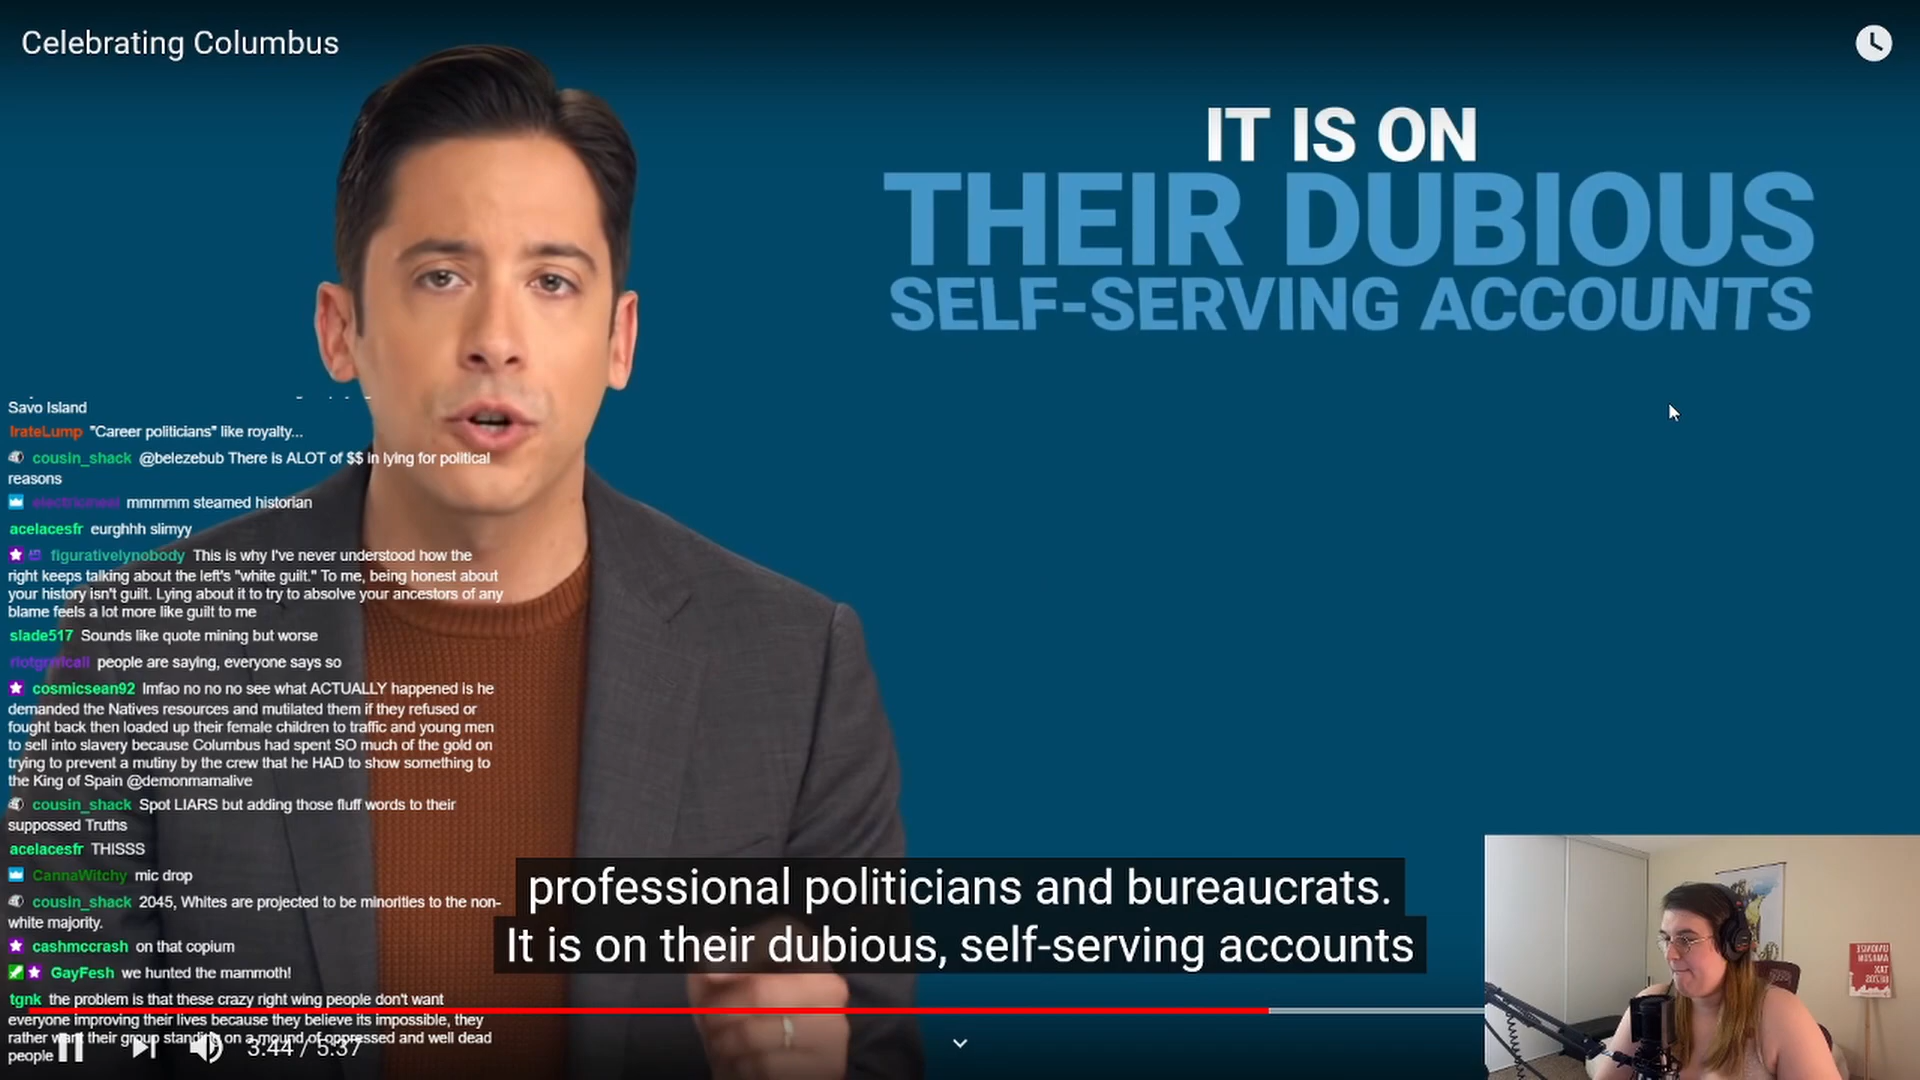 Celebrating Columbus
IT IS ON
THEIR DUBIOUS
SELF-SERVING ACCOUNTS
Savo Island
IrateLump "Career politicians" like royalty...
cousin_shack @belezebub There is ALOT of $$ in lying for political
reasons
mmmmm steamed historian
acelacesfr eurghhh slimyy
figurativelynobody This is why I've never understood how the
right keeps talking about the left's "white guilt." To me, being honest about
your history isn't guilt. Lying about it to try to absolve your ancestors of any
blame feels a lot more like guilt to me
slade517 Sounds like quote mining but worse
people are saying, everyone says so
cosmicsean92 lmfao no no no see what ACTUALLY happened is he
demanded the Natives resources and mutilated them if they refused or
fought back then loaded up their female children to traffic and young men
to sell into slavery because Columbus had spent SO much of the gold on
trying to prevent a mutiny by the crew that he HAD to show something to
the King of Spain @demonmamalive
cousin_shack Spot LIARS but adding those fluff words to their
suppossed Truths
acelacesfr THISSS
CannaWitchy mic drop
cousin_shack 2045, Whites are projected to be minorities to the non-
white majority.
cashmccrash on that copium
GayFesh we hunted the mammoth!
tgnk the problem is that these crazy right wing people don't want
everyone improving their lives because they believe its impossible, they
rather want their group standing on a mound of oppressed and well dead
people
professional politicians and bureaucrats.
It is on their dubious, self-serving accounts
3:44 / 5:37
UNIONIZE
AMAZON
TAX
BEZOS